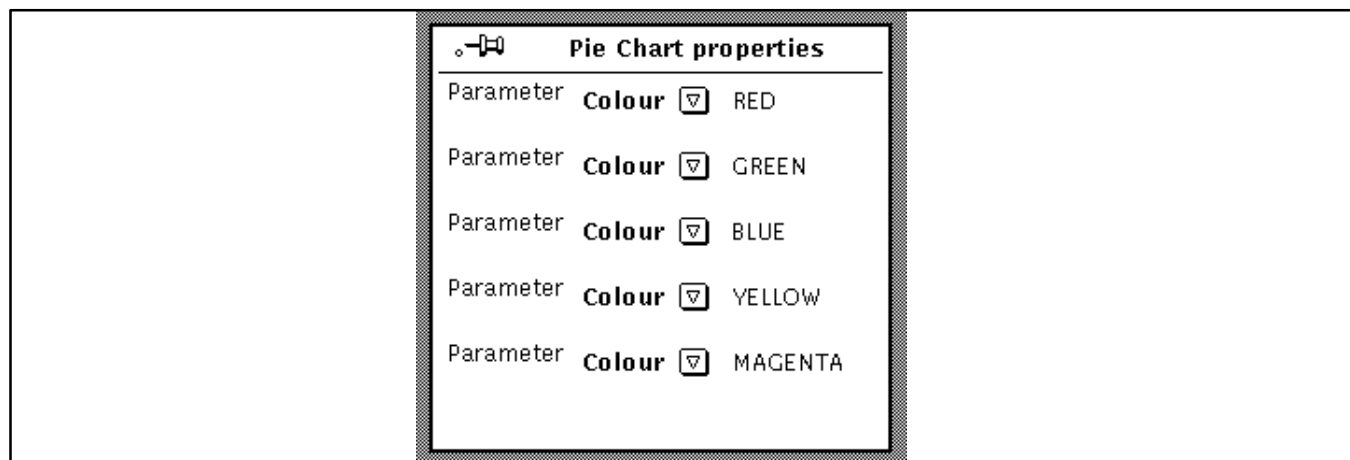 Pie Chart properties
Parameter Colour RED
Parameter Colour GREEN
Parameter Colour BLUE
Parameter Colour YELLOW
Parameter Colour MAGENTA